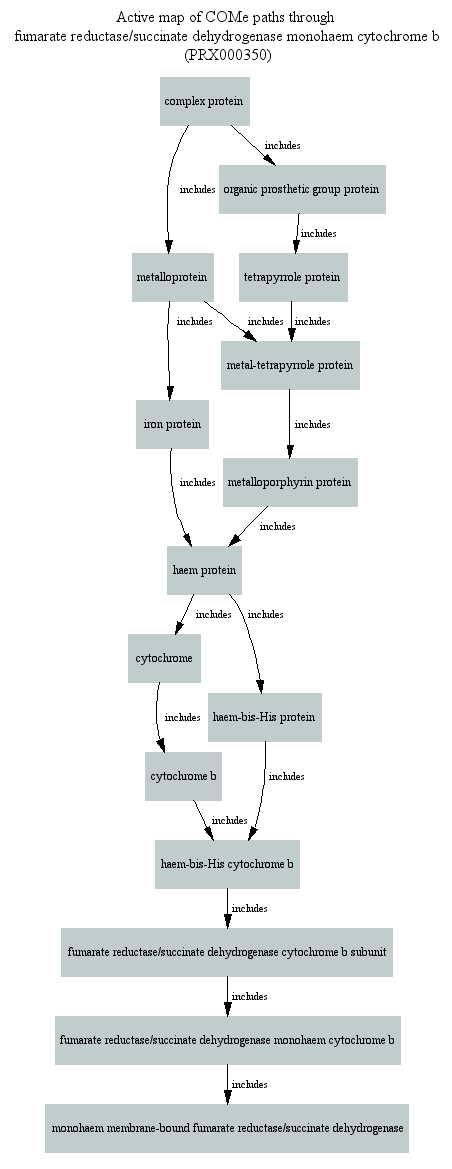 Active map of COMe paths through
fumarate reductase/succinate dehydrogenase monohaem cytochrome b
(PRX000350)
complex protein
includes
organic prosthetic group protein
includes
includes
metalloprotein
tetrapyrrole protein
includes
includes
includes
metal-tetrapyrrole protein
iron protein
includes
includes
metalloporphyrin protein
includes
haem protein
includes
includes
cytochrome
haem-bis-His protein
includes
cytochrome b
includes
includes
haem-bis-His cytochrome b
includes
fumarate reductase/succinate dehydrogenase cytochrome b subunit
includes
fumarate reductase/succinate dehydrogenase monohaem cytochrome b
includes
monohaem membrane-bound fumarate reductase/succinate dehydrogenase